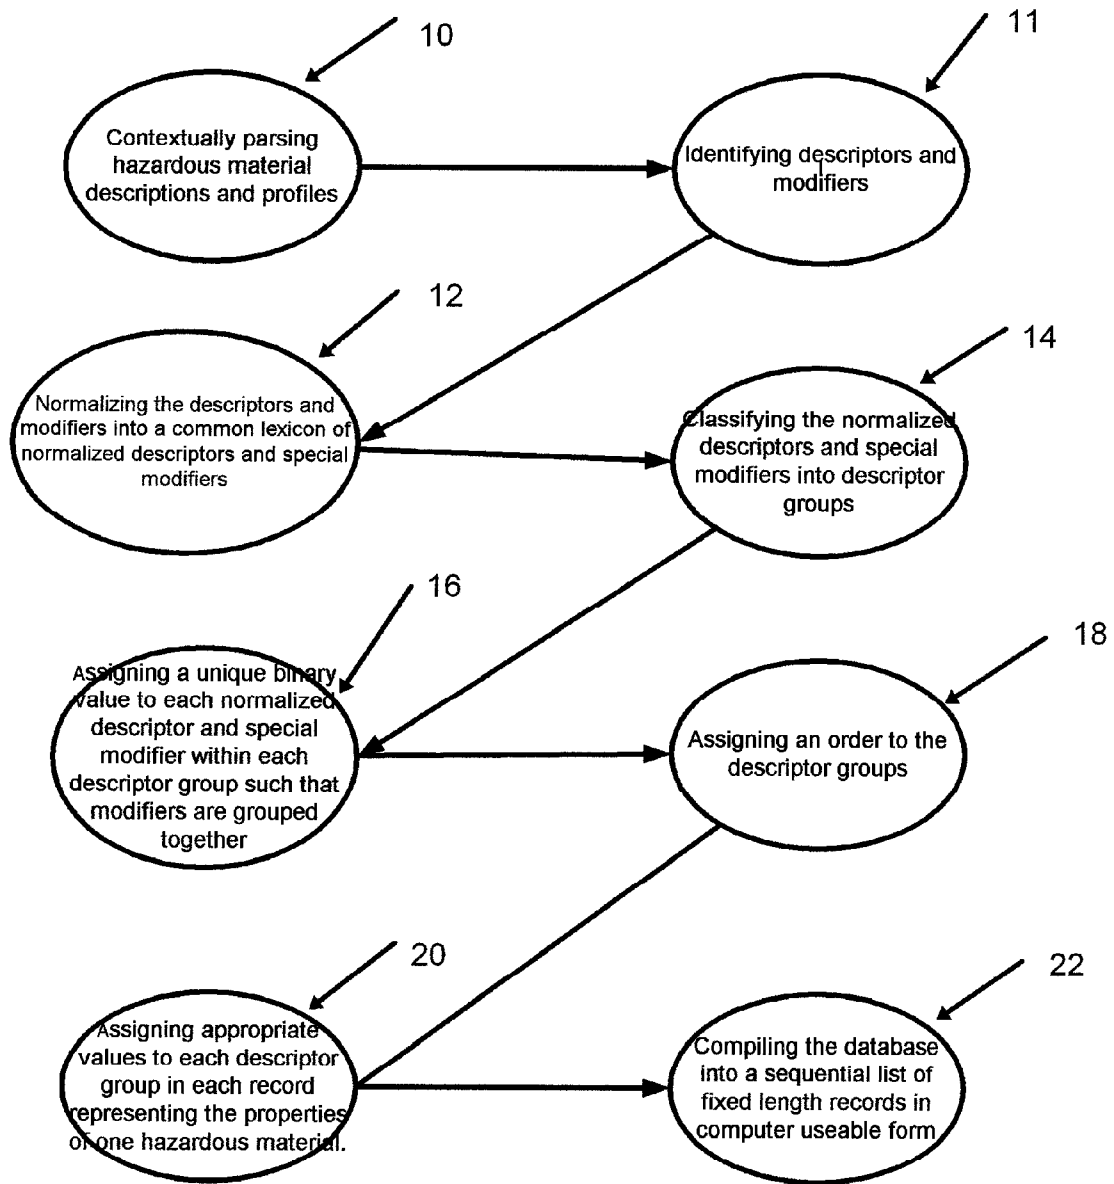 10
Contextually parsing
hazardous material
descriptions and profiles
11
Identifying descriptors and
modifiers
12
Normalizing the descriptors and
modifiers into a common lexicon of
normalized descriptors and special
modifiers
14
Classifying the normalized
descriptors and special
modifiers into descriptor
groups
16
Assigning a unique binary
value to each normalized
descriptor and special
modifier within each
descriptor group such that
modifiers are grouped
together
18
Assigning an order to the
descriptor groups
20
Assigning appropriate
values to each descriptor
group in each record
representing the properties
of one hazardous material.
22
Compiling the database
into a sequential list of
fixed length records in
computer useable form